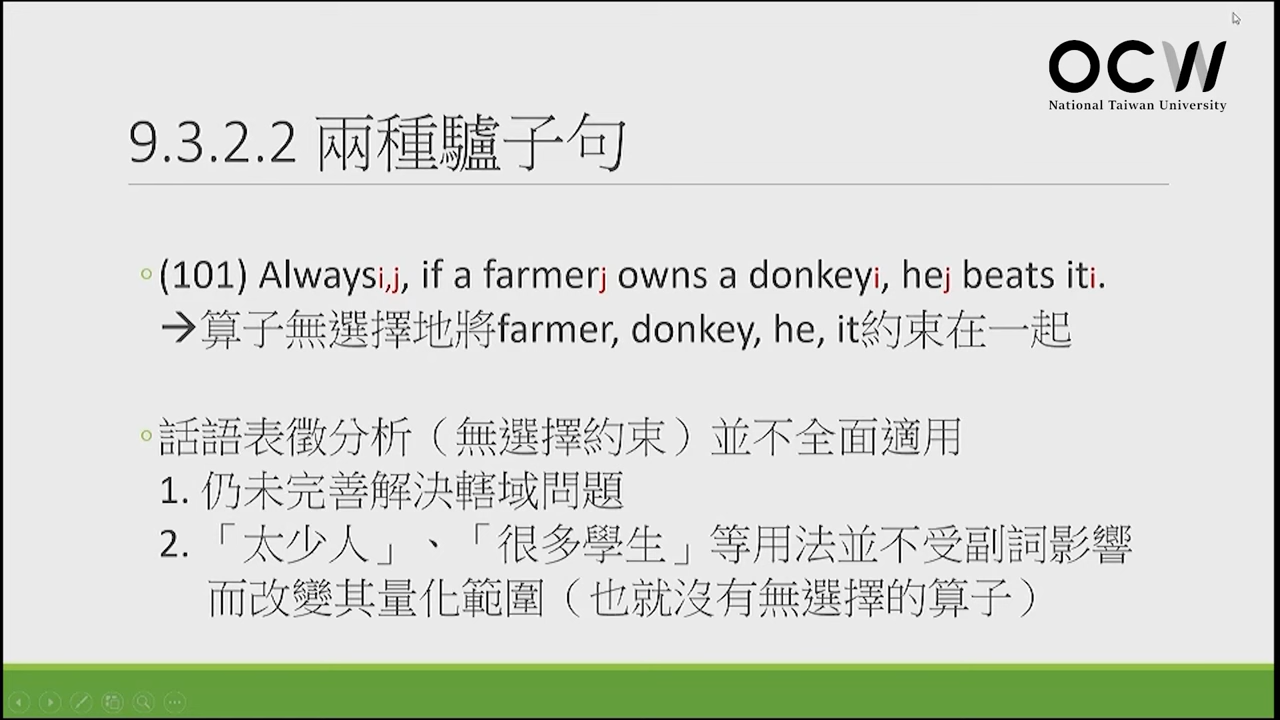 OCW
National Taiwan University
9.3.2.2 兩種驢子句
(101) Alwaysi,j, if a farmerj owns a donkeyi, hej beats iti.
→算子無選擇地將farmer, donkey, he, it約束在一起
話語表徵分析（無選擇約束）並不全面適用
1. 仍未完善解決轄域問題
2. 「太少人」、「很多學生」等用法並不受副詞影響
而改變其量化範圍（也就沒有無選擇的算子）